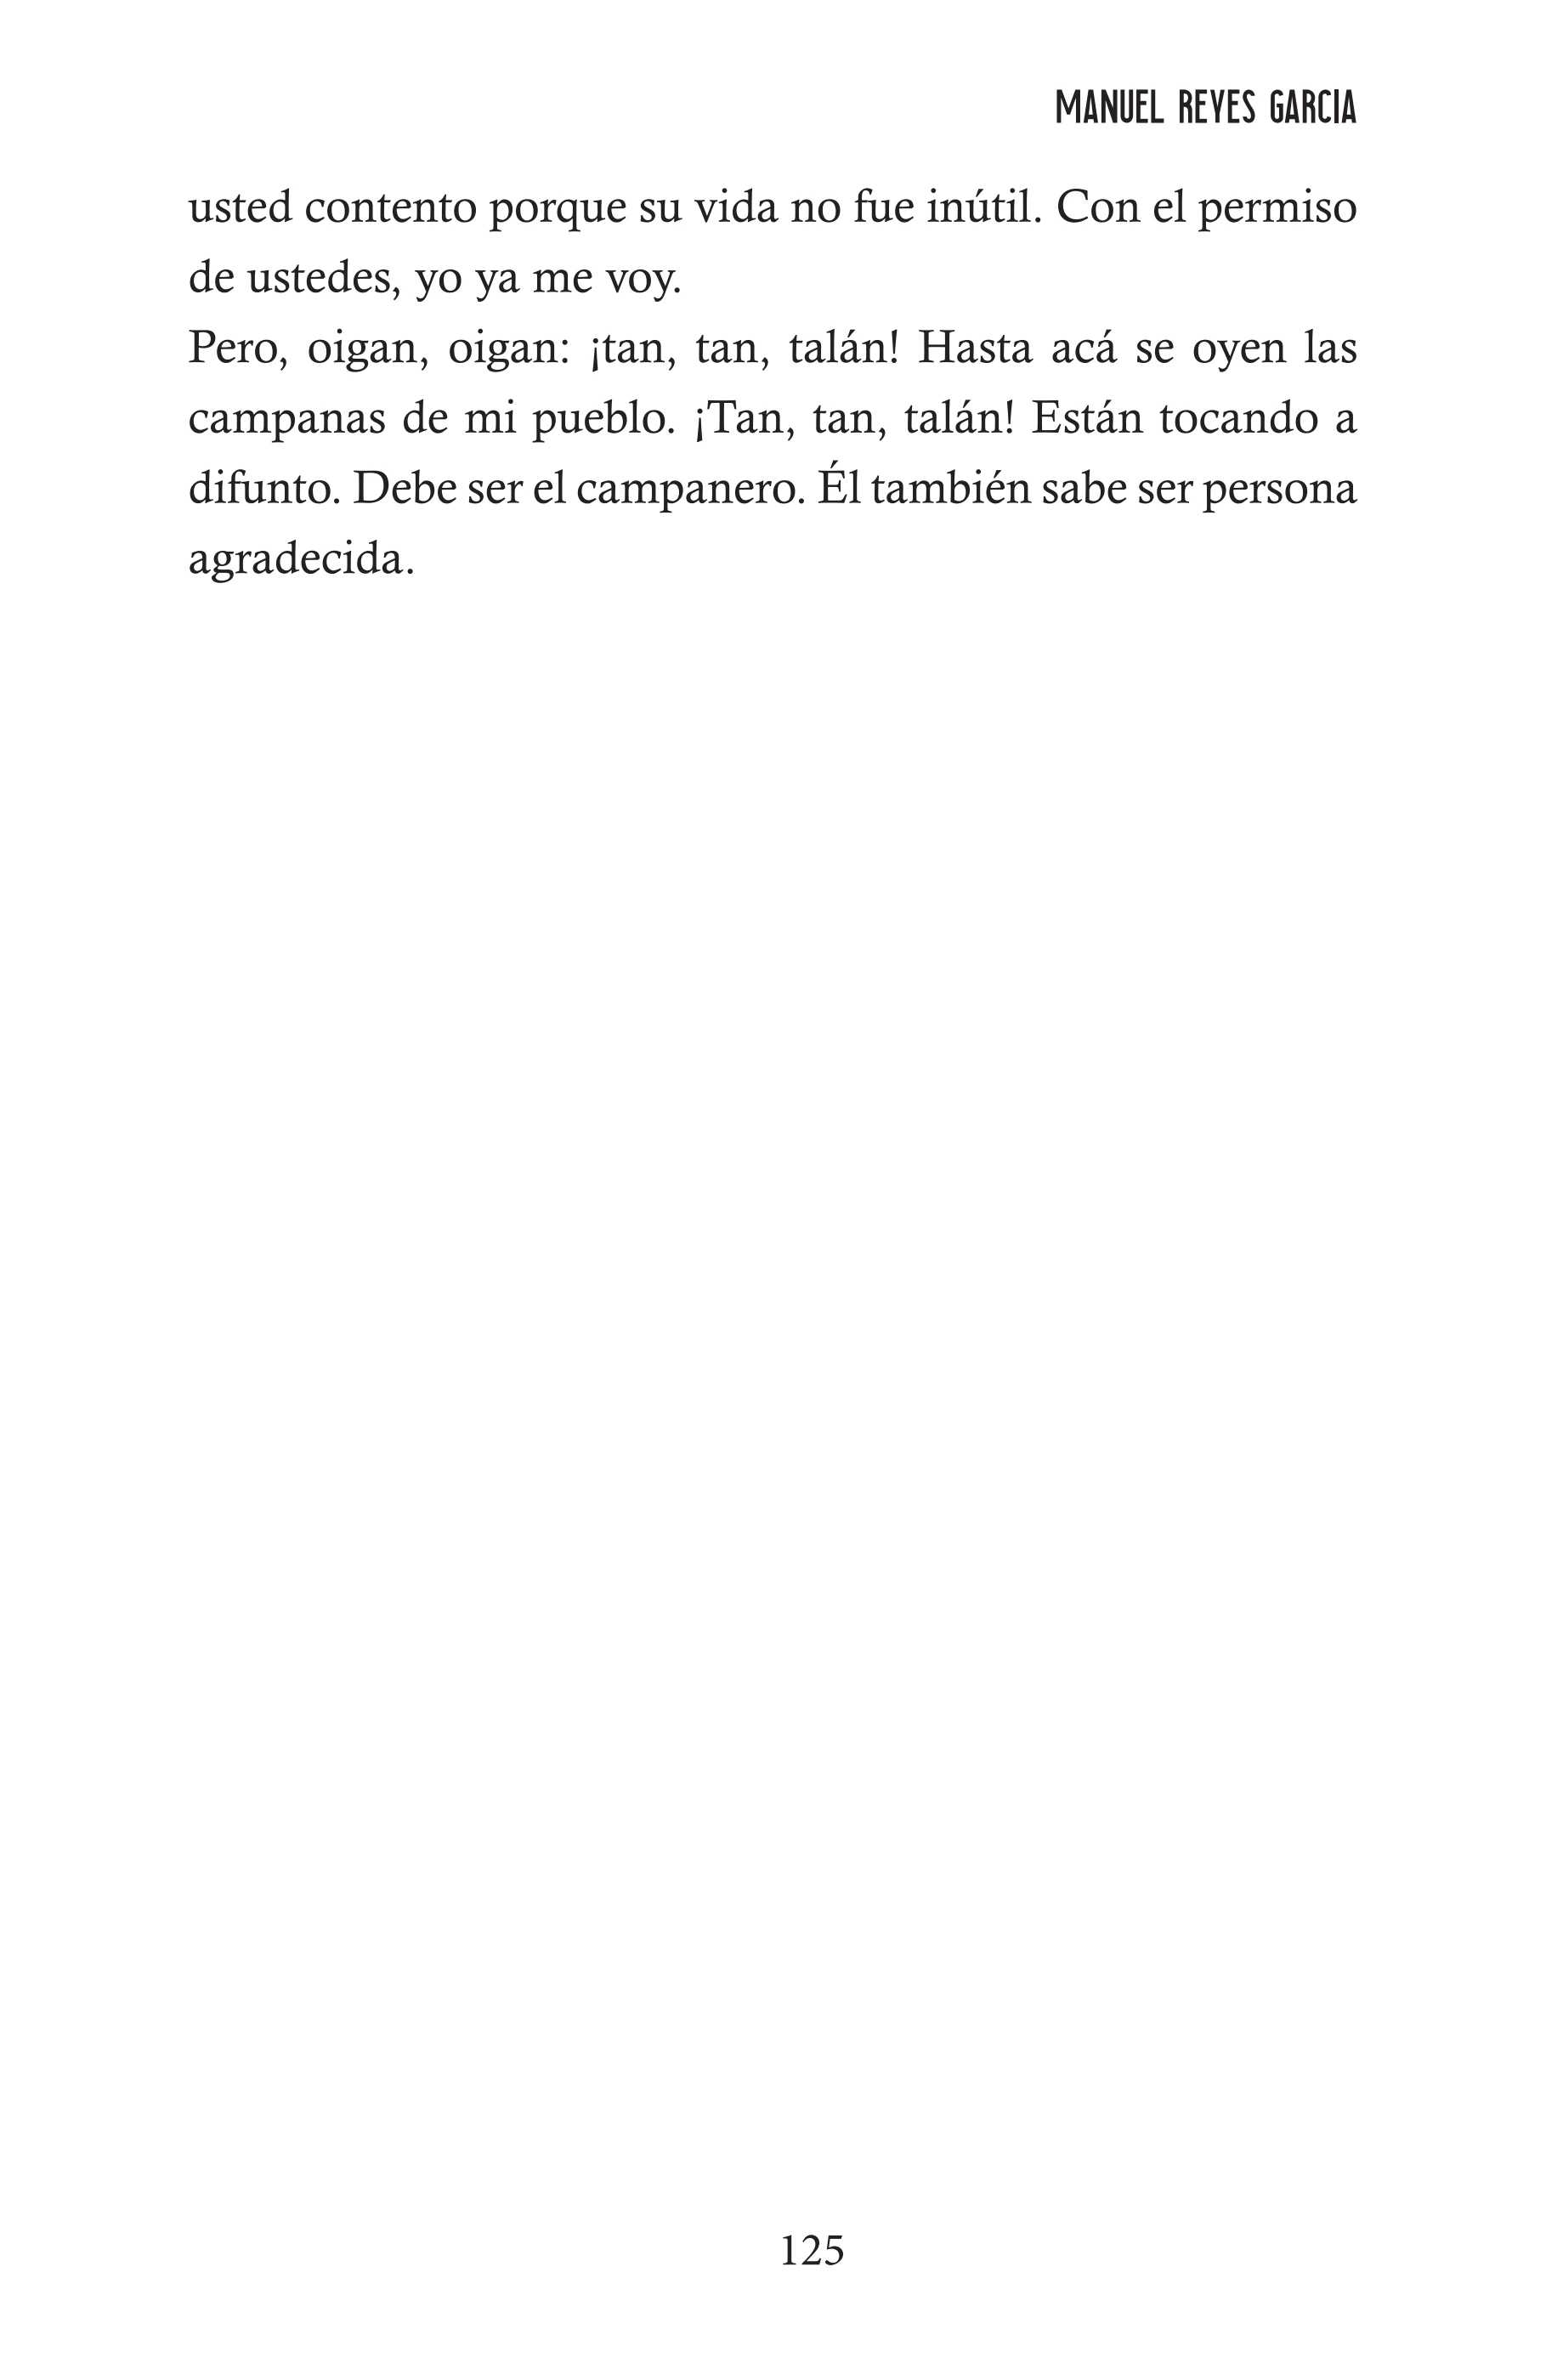 MANUEL REYES GARCIA
usted contento porque su vida no fue inútil. Con el permiso
de ustedes, yo ya me voy.
Pero, oigan, oigan: ¡tan, tan, talán! Hasta acá se oyen las
campanas de mi pueblo. ¡Tan, tan, talán! Están tocando a
difunto. Debe ser el campanero. Él también sabe ser persona
agradecida.
125